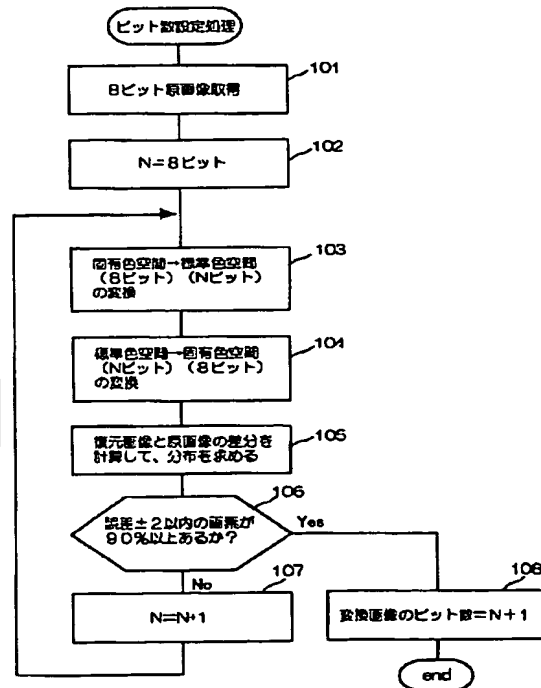 ビット数設定処理
101
8ビット原画像取得
102
N=8ビット
103
固有色空間→標準色空間
(8ビット) (Nビット)
の変換
104
標準色空間→固有色空間
(Nビット) (8ビット)
の変換
105
復元画像と原画像の差分を
計算して、分布を求める
106
誤差±2以内の画素が
90%以上あるか?
Yes
No
107
N=N+1
108
変換画像のビット数=N+1
end